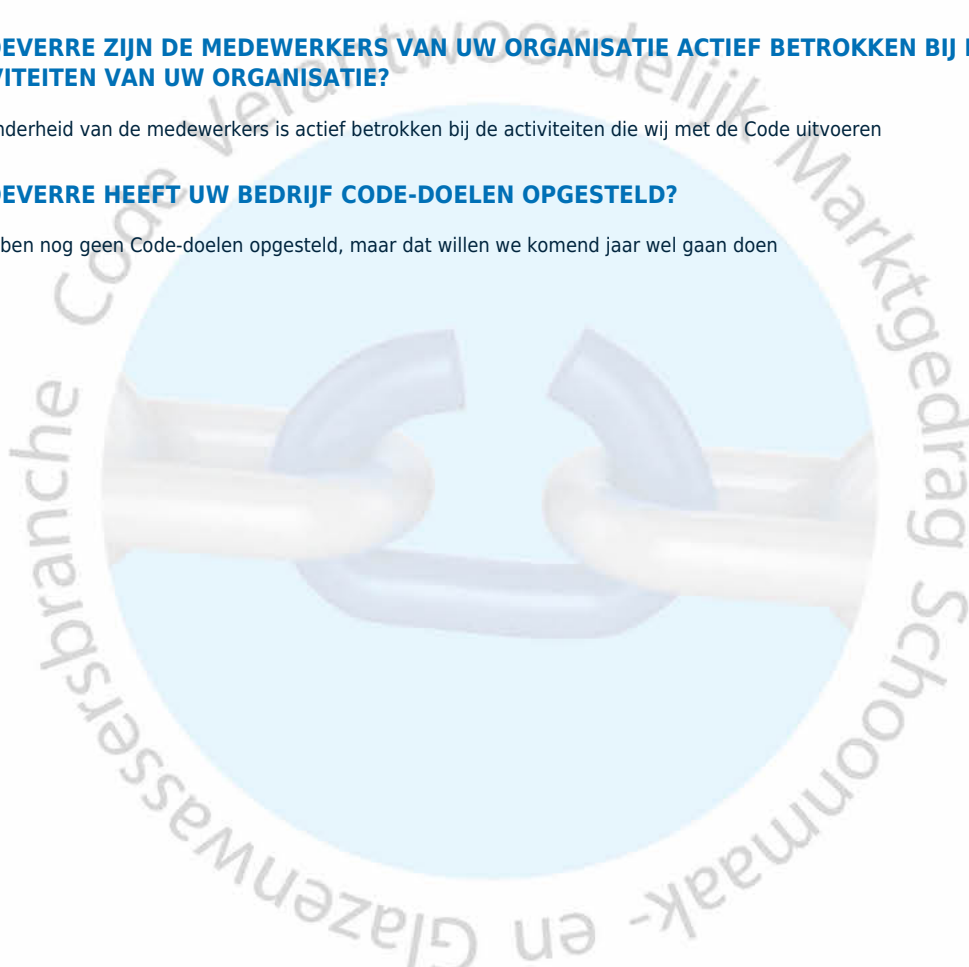 OEVERRE ZIJN DE MEDEWERKERS VAN UW ORGANISATIE ACTIEF BETROKKEN BIJ
VITEITEN VAN UW ORGANISATIE?
nderheid van de medewerkers is actief betrokken bij de activiteiten die wij met de Code uitvoeren
OEVERRE HEEFT UW BEDRIJF CODE-DOELEN OPGESTELD?
ben nog geen Code-doelen opgesteld, maar dat willen we komend jaar wel gaan doen
Code Verantwoordelijk Marktgedrag Schoonmaak- en Glazenwassersbranche